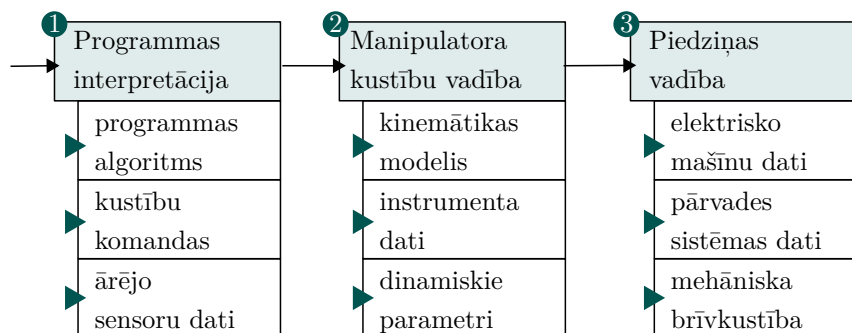 1
Programmas
interpretācija
programmas
algoritms
kustību
komandas
ārējo
sensoru dati
2
Manipulatora
kustību vadība
kinemātikas
modelis
instrumenta
dati
dinamiskie
parametri
3
Piedziņas
vadība
elektrisko
mašīnu dati
pārvades
sistēmas dati
mehāniska
brīvkustība